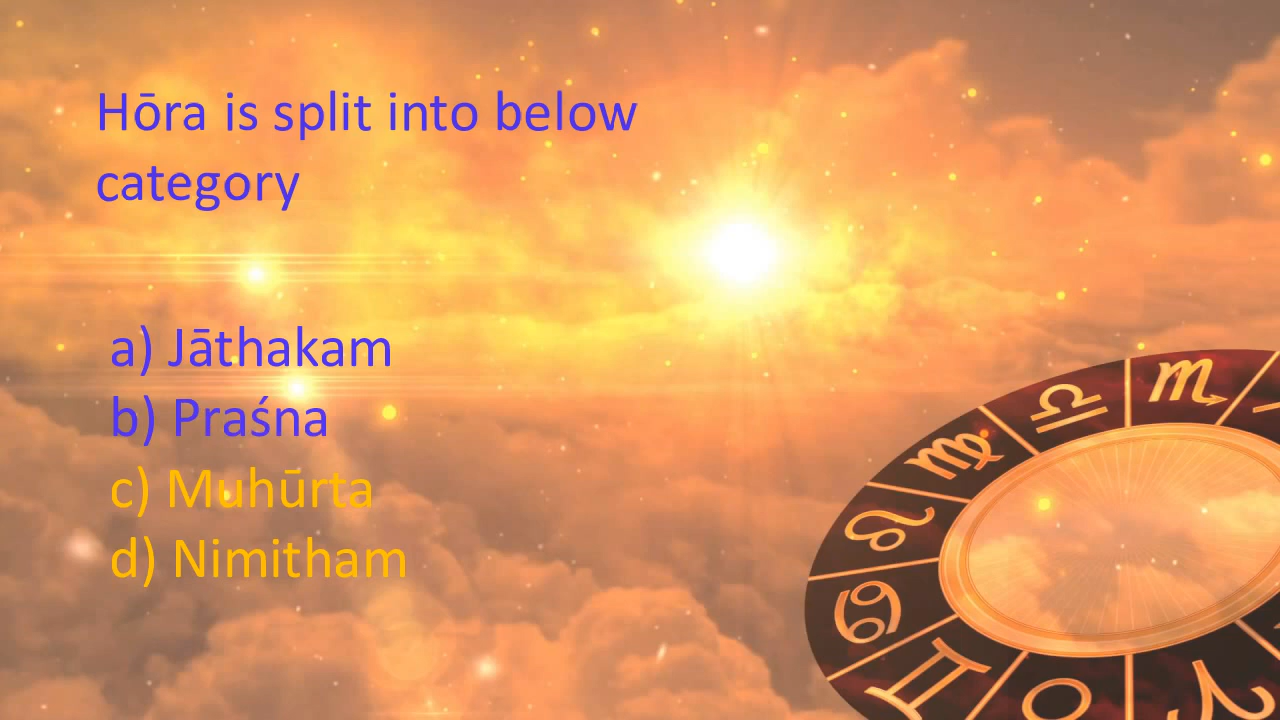 Hōra is split into below
category
a) Jāthakam
b) Praśna
c) Muhūrta
d) Nimitham